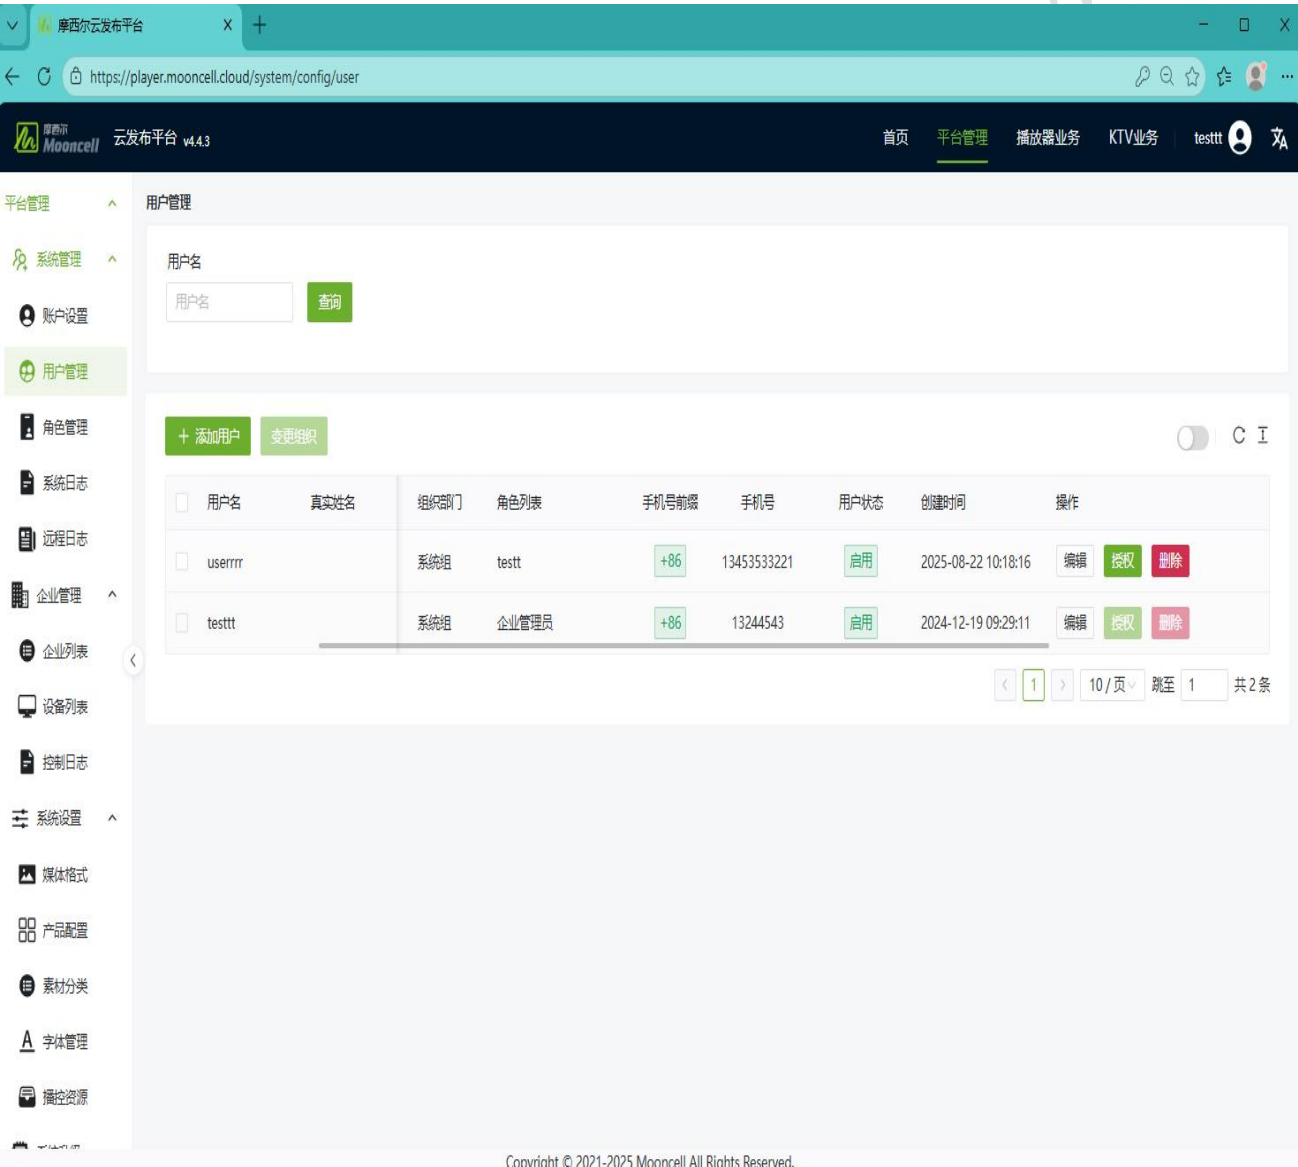 摩西尔云发布平台
https://player.mooncell.cloud/system/config/user
摩西尔
Mooncell
云发布平台 v4.4.3
首页 平台管理 播放器业务 KTV业务 testtt
平台管理
系统管理
账户设置
用户管理
角色管理
系统日志
远程日志
企业管理
企业列表
设备列表
控制日志
系统设置
媒体格式
产品配置
素材分类
字体管理
播控资源
用户管理
用户名
用户名 查询
+ 添加用户 变更组织
用户名 真实姓名 组织部门 角色列表 手机号前缀 手机号 用户状态 创建时间 操作
userrrr 系统组 testt +86 13453533221 启用 2025-08-22 10:18:16 编辑 授权 删除
testtt 系统组 企业管理员 +86 13244543 启用 2024-12-19 09:29:11 编辑 授权 删除
1 10 / 页 跳至 1 共 2 条
Copyright © 2021-2025 Mooncell All Rights Reserved.